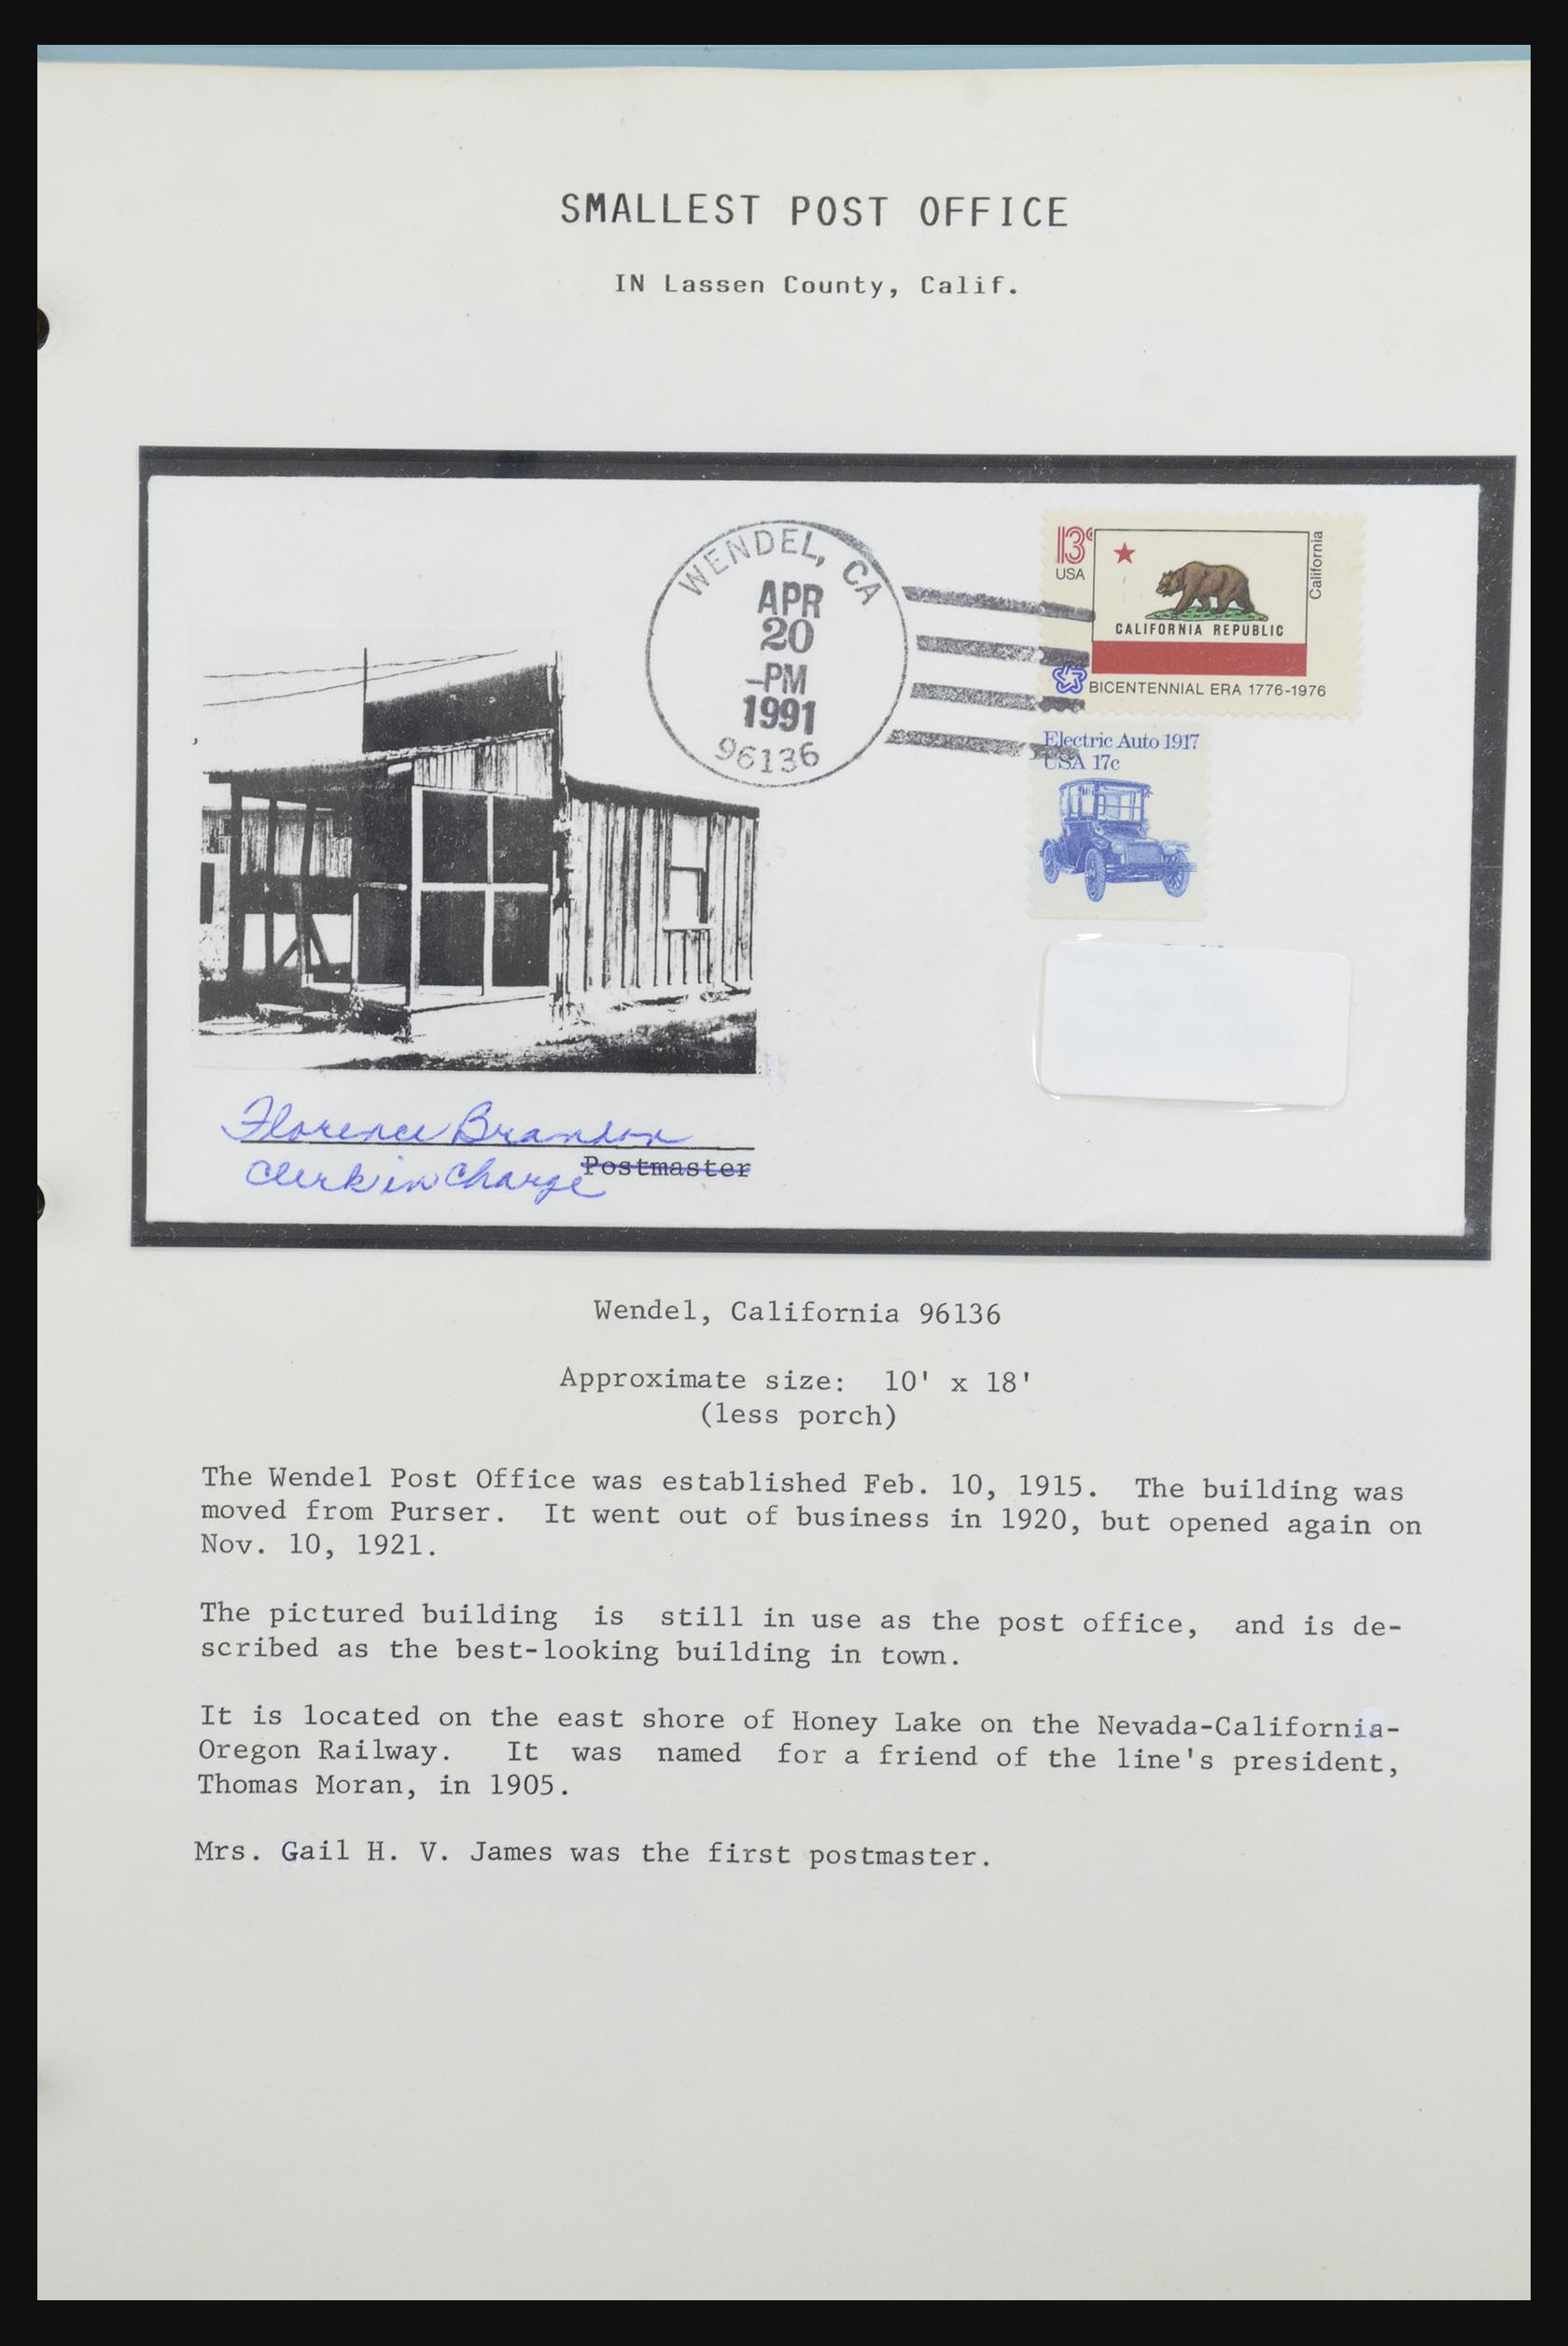 SMALLEST POST OFFICE
IN Lassen County, Calif.
WENDEL, CA
APR
20
-PM
1991
96136
13¢
USA
California
CALIFORNIA REPUBLIC
BICENTENNIAL ERA 1776-1976
Electric Auto 1917
USA 17c
Florence Brandon
Clerk in Charge
Postmaster
Wendel, California 96136
Approximate size: 10' x 18'
(less porch)
The Wendel Post Office was established Feb. 10, 1915. The building was
moved from Purser. It went out of business in 1920, but opened again on
Nov. 10, 1921.
The pictured building is still in use as the post office, and is de-
scribed as the best-looking building in town.
It is located on the east shore of Honey Lake on the Nevada-California-
Oregon Railway. It was named for a friend of the line's president,
Thomas Moran, in 1905.
Mrs. Gail H. V. James was the first postmaster.